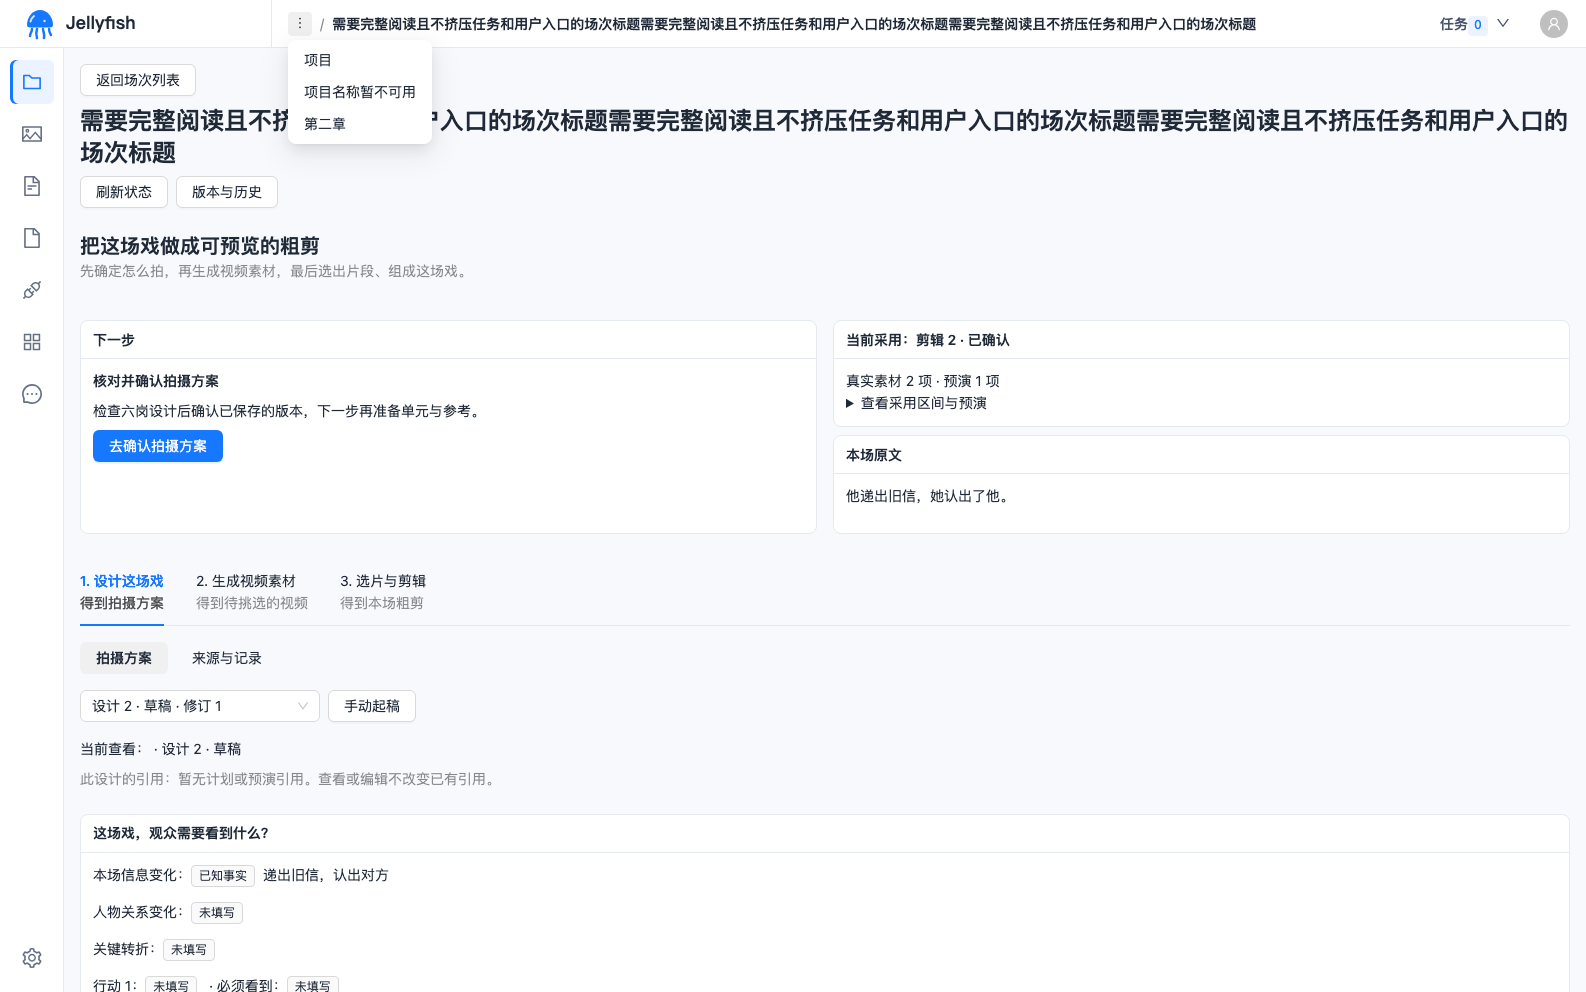 Jellyfish
/ 需要完整阅读且不挤压任务和用户入口的场次标题需要完整阅读且不挤压任务和用户入口的场次标题需要完整阅读且不挤压任务和用户入口的场次标题
任务 0
项目
项目名称暂不可用
第二章
返回场次列表
需要完整阅读且不挤 户入口的场次标题需要完整阅读且不挤压任务和用户入口的场次标题需要完整阅读且不挤压任务和用户入口的
场次标题
刷新状态 版本与历史
把这场戏做成可预览的粗剪
先确定怎么拍，再生成视频素材，最后选出片段、组成这场戏。
下一步
核对并确认拍摄方案
检查六岗设计后确认已保存的版本，下一步再准备单元与参考。
去确认拍摄方案
当前采用：剪辑 2 · 已确认
真实素材 2 项 · 预演 1 项
▶ 查看采用区间与预演
本场原文
他递出旧信，她认出了他。
1. 设计这场戏 2. 生成视频素材 3. 选片与剪辑
得到拍摄方案 得到待挑选的视频 得到本场粗剪
拍摄方案 来源与记录
设计 2 · 草稿 · 修订 1 手动起稿
当前查看： · 设计 2 · 草稿
此设计的引用：暂无计划或预演引用。查看或编辑不改变已有引用。
这场戏，观众需要看到什么？
本场信息变化： 已知事实 递出旧信，认出对方
人物关系变化： 未填写
关键转折： 未填写
行动 1： 未填写 · 必须看到： 未填写